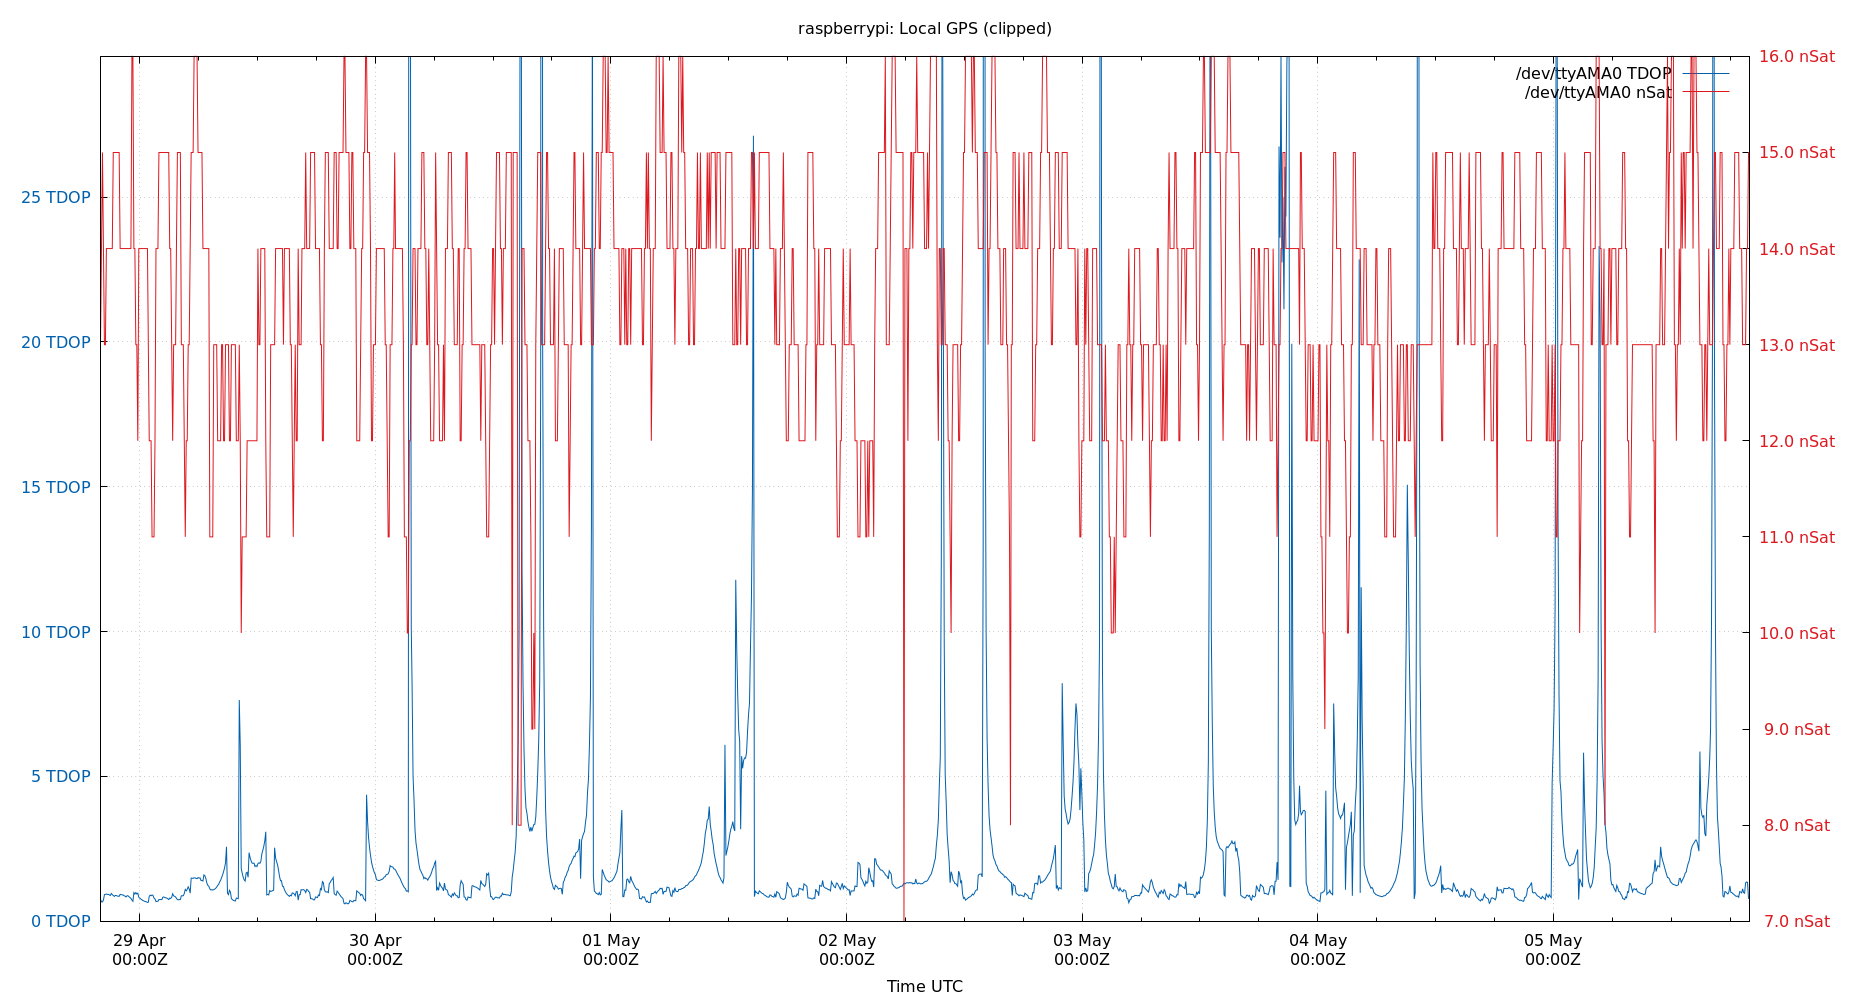 raspberrypi: Local GPS (clipped)
/dev/ttyAMA0 TDOP
/dev/ttyAMA0 nSat
25 TDOP
20 TDOP
15 TDOP
10 TDOP
5 TDOP
0 TDOP
16.0 nSat
15.0 nSat
14.0 nSat
13.0 nSat
12.0 nSat
11.0 nSat
10.0 nSat
9.0 nSat
8.0 nSat
7.0 nSat
29 Apr
00:00Z
30 Apr
00:00Z
01 May
00:00Z
02 May
00:00Z
03 May
00:00Z
04 May
00:00Z
05 May
00:00Z
Time UTC